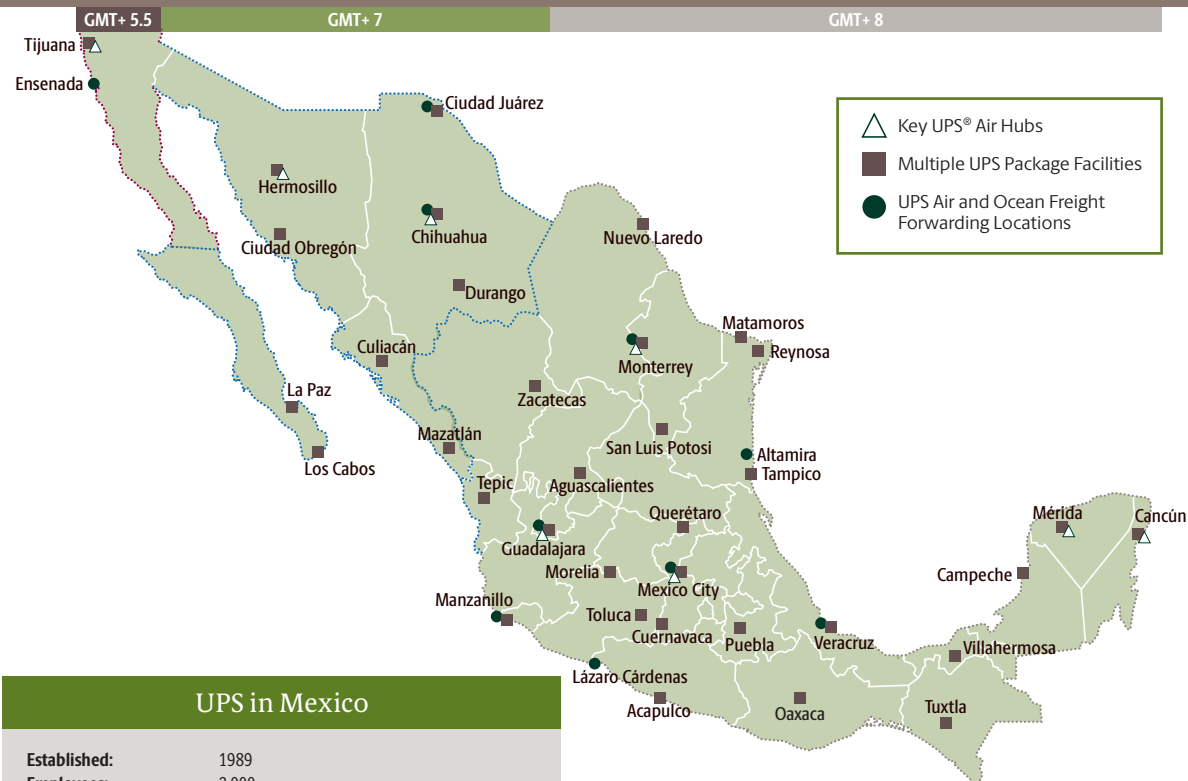 GMT+ 5.5
GMT+ 7
GMT+ 8
Tijuana
Ensenada
Ciudad Juárez
Key UPS® Air Hubs
Multiple UPS Package Facilities
UPS Air and Ocean Freight
Forwarding Locations
Hermosillo
Chihuahua
Nuevo Laredo
Ciudad Obregón
Durango
Matamoros
Reynosa
Culiacán
Monterrey
La Paz
Zacatecas
Mazatlán
San Luis Potosi
Altamira
Los Cabos
Tampico
Tepic
Aguascalientes
Querétaro
Mérida
Cancún
Guadalajara
Morelia
Mexico City
Campeche
Manzanillo
Toluca
Cuernavaca
Puebla
Veracruz
Villahermosa
Lázaro Cárdenas
Acapulco
Oaxaca
Tuxtla
UPS in Mexico
Established: 1989